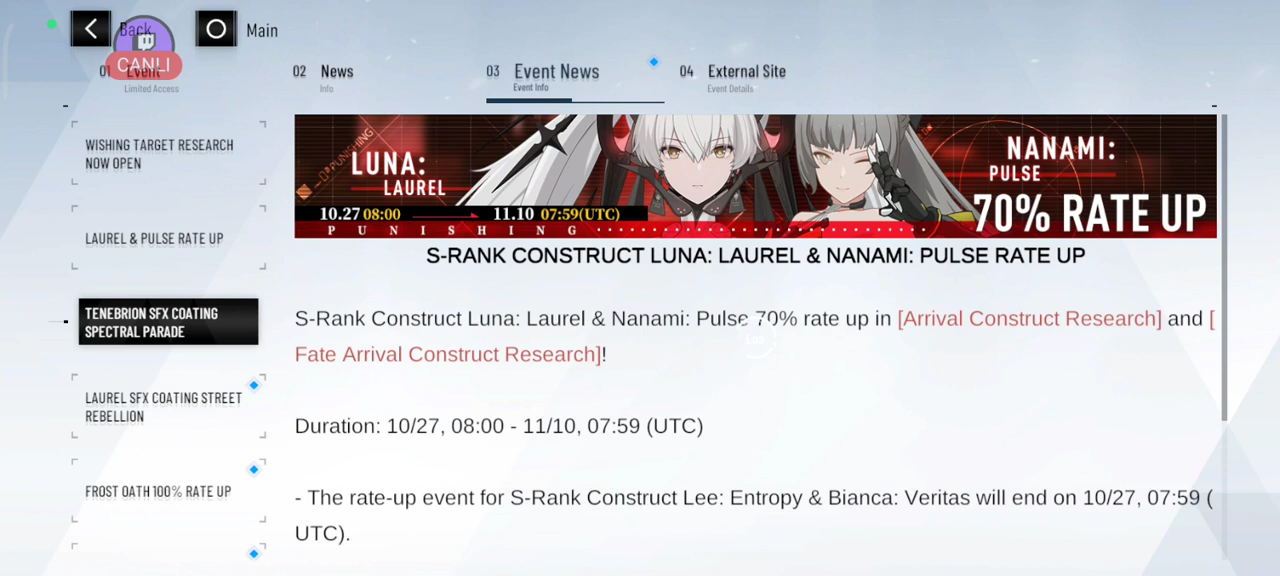 Back
Main
CANLI
01 Event
Limited Access
02 News
Info
03 Event News
Event Info
04 External Site
Event Details
WISHING TARGET RESEARCH
NOW OPEN
LAUREL & PULSE RATE UP
TENEBRION SFX COATING
SPECTRAL PARADE
LAUREL SFX COATING STREET
REBELLION
FROST OATH 100% RATE UP
LUNA:
LAUREL
NANAMI:
PULSE
10.27 08:00 11.10 07:59(UTC)
70% RATE UP
PUNISHING
S-RANK CONSTRUCT LUNA: LAUREL & NANAMI: PULSE RATE UP
S-Rank Construct Luna: Laurel & Nanami: Pulse 70% rate up in [Arrival Construct Research] and [
Fate Arrival Construct Research]!
Duration: 10/27, 08:00 - 11/10, 07:59 (UTC)
- The rate-up event for S-Rank Construct Lee: Entropy & Bianca: Veritas will end on 10/27, 07:59 (
UTC).